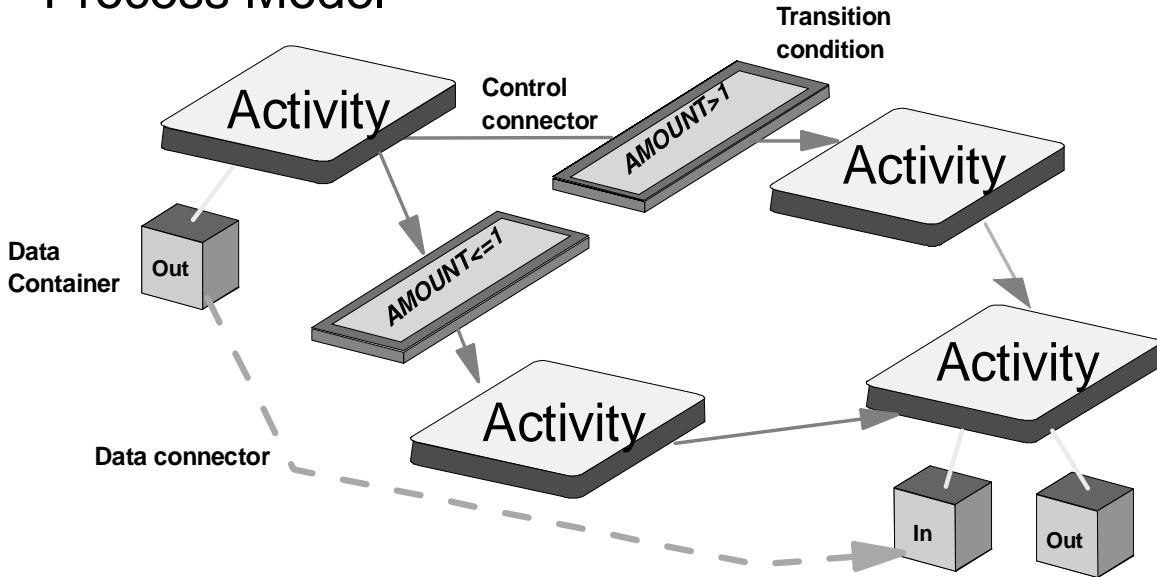 Process Model
Transition
condition
Activity
Control
connector
AMOUNT>1
Activity
Data
Container
Out
AMOUNT<=1
Activity
Activity
Data connector
In
Out